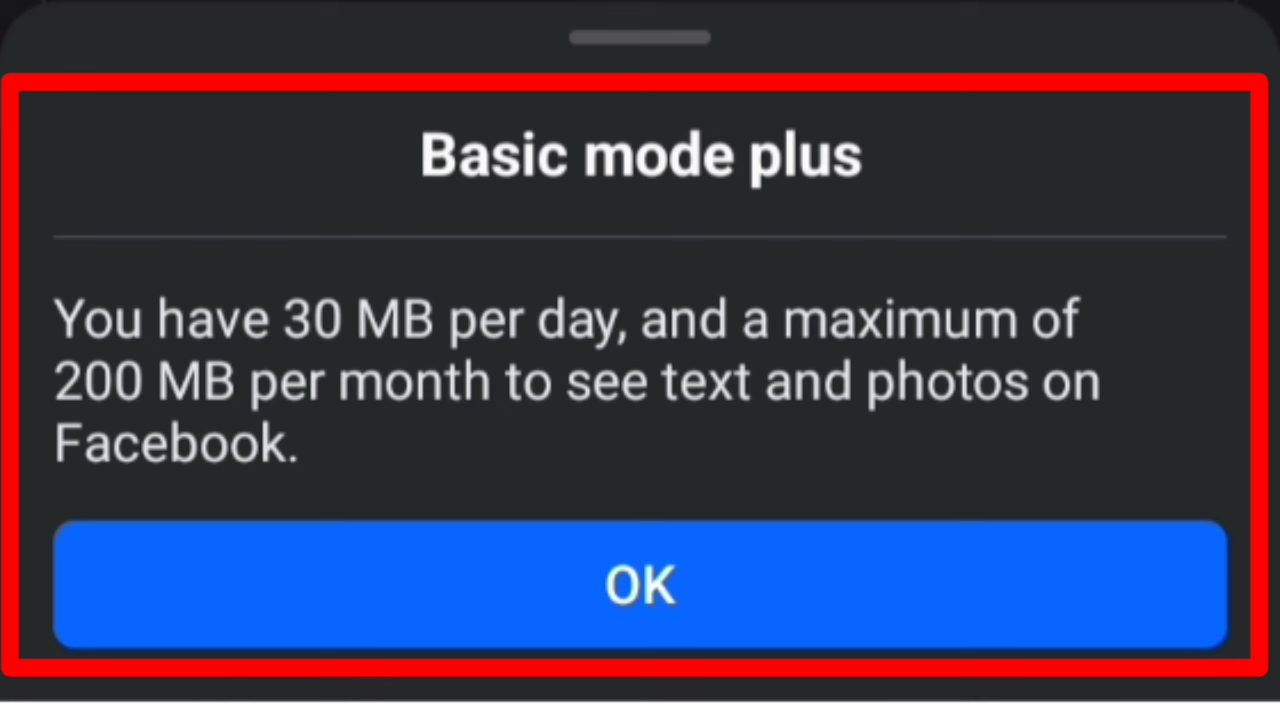 Basic mode plus
You have 30 MB per day, and a maximum of
200 MB per month to see text and photos on
Facebook.
OK